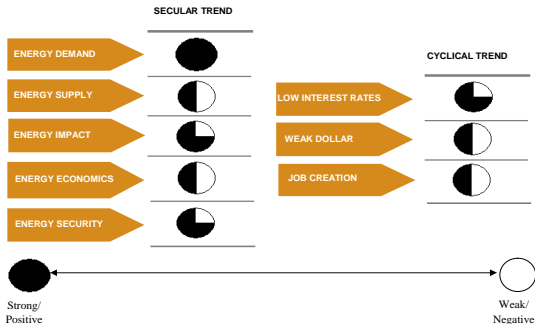 SECULAR TREND
ENERGY DEMAND
ENERGY SUPPLY
ENERGY IMPACT
ENERGY ECONOMICS
ENERGY SECURITY
CYCLICAL TREND
LOW INTEREST RATES
WEAK DOLLAR
JOB CREATION
Strong/
Positive
Weak/
Negative